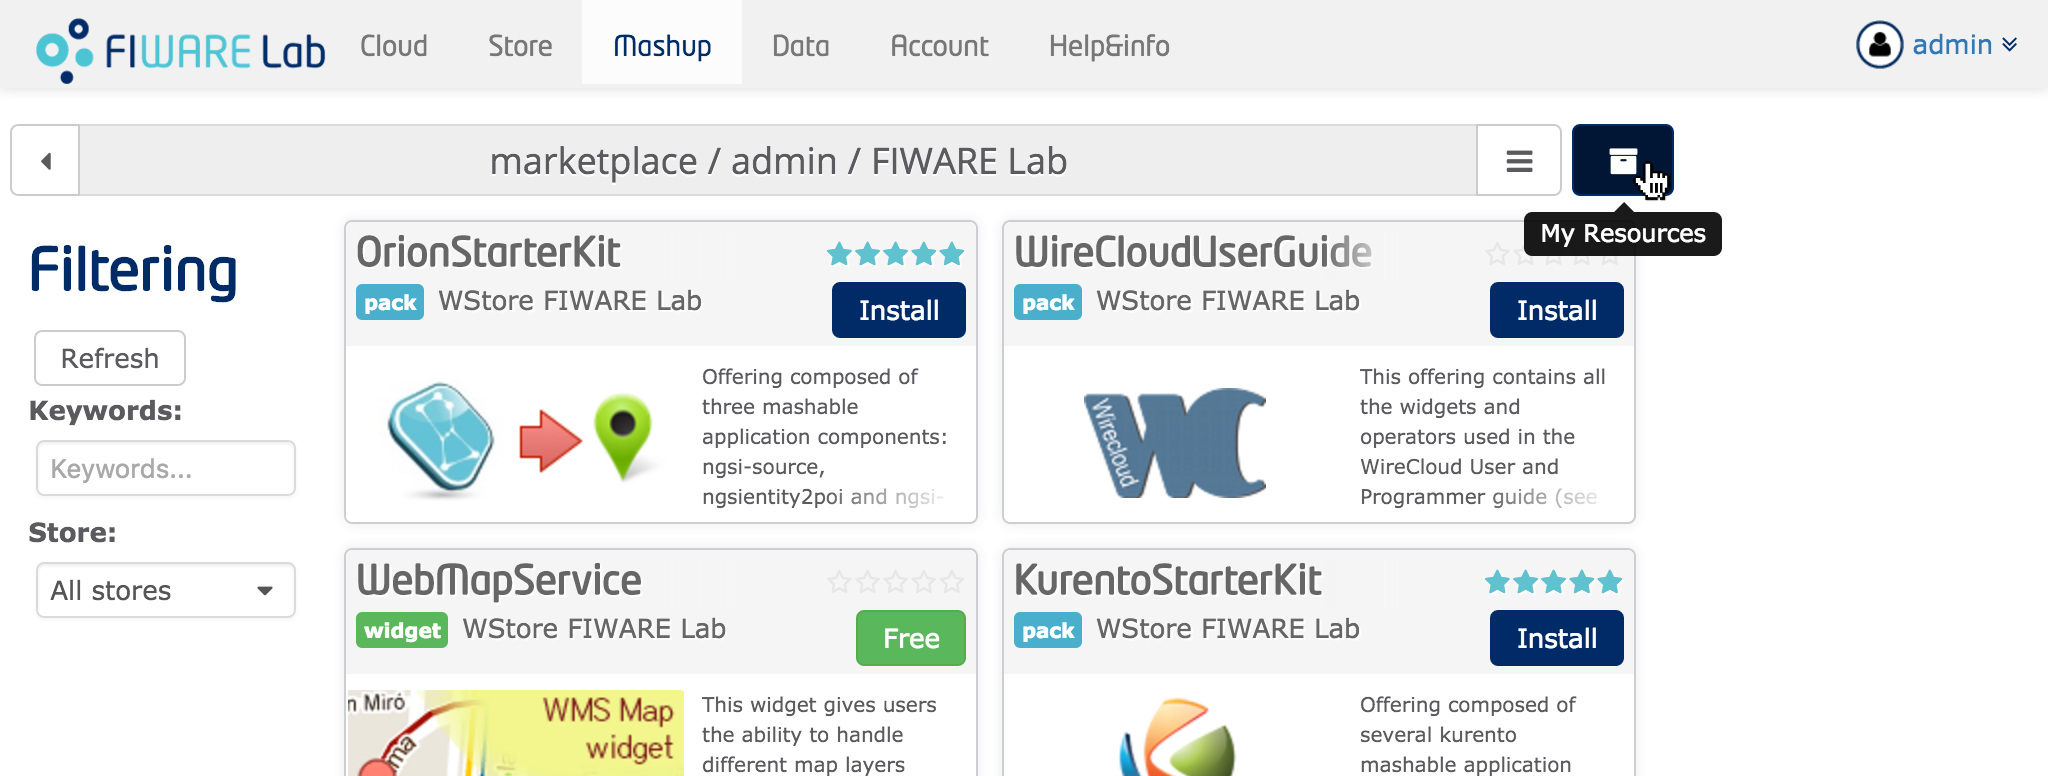 FIWARE Lab
Cloud
Store
Mashup
Data
Account
Help&info
admin
marketplace / admin / FIWARE Lab
My Resources
Filtering
Refresh
Keywords:
Keywords...
Store:
All stores
OrionStarterKit
pack WStore FIWARE Lab
Install
Offering composed of
three mashable
application components:
ngsi-source,
ngsientity2poi and ngsi-
WireCloudUserGuide
pack WStore FIWARE Lab
Install
Wirecloud
WC
This offering contains all
the widgets and
operators used in the
WireCloud User and
Programmer guide (see
WebMapService
widget WStore FIWARE Lab
Free
n Miró
WMS Map
widget
This widget gives users
the ability to handle
different map layers
KurentoStarterKit
pack WStore FIWARE Lab
Install
Offering composed of
several kurento
mashable application